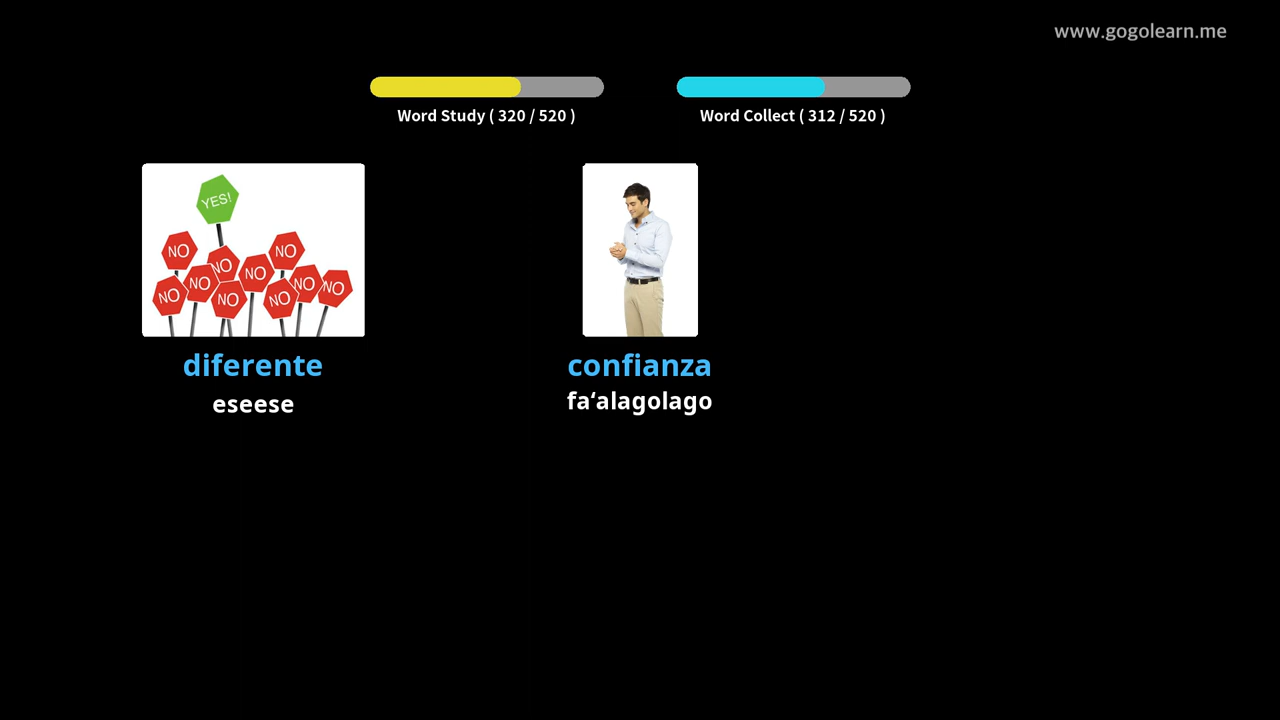 www.gogolearn.me
Word Study ( 320 / 520 )
Word Collect ( 312 / 520 )
YES!
NO
NO
NO
NO
NO
NO
NO
NO
NO
NO
diferente
eseese
confianza
fa‘alagolago